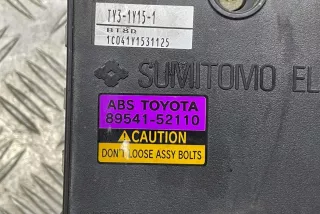 TY3-1Y15-1
BT8D
1C041Y1531125
SUMITOMO EL
ABS TOYOTA
89541-52110
CAUTION
DON'T LOOSE ASSY BOLTS